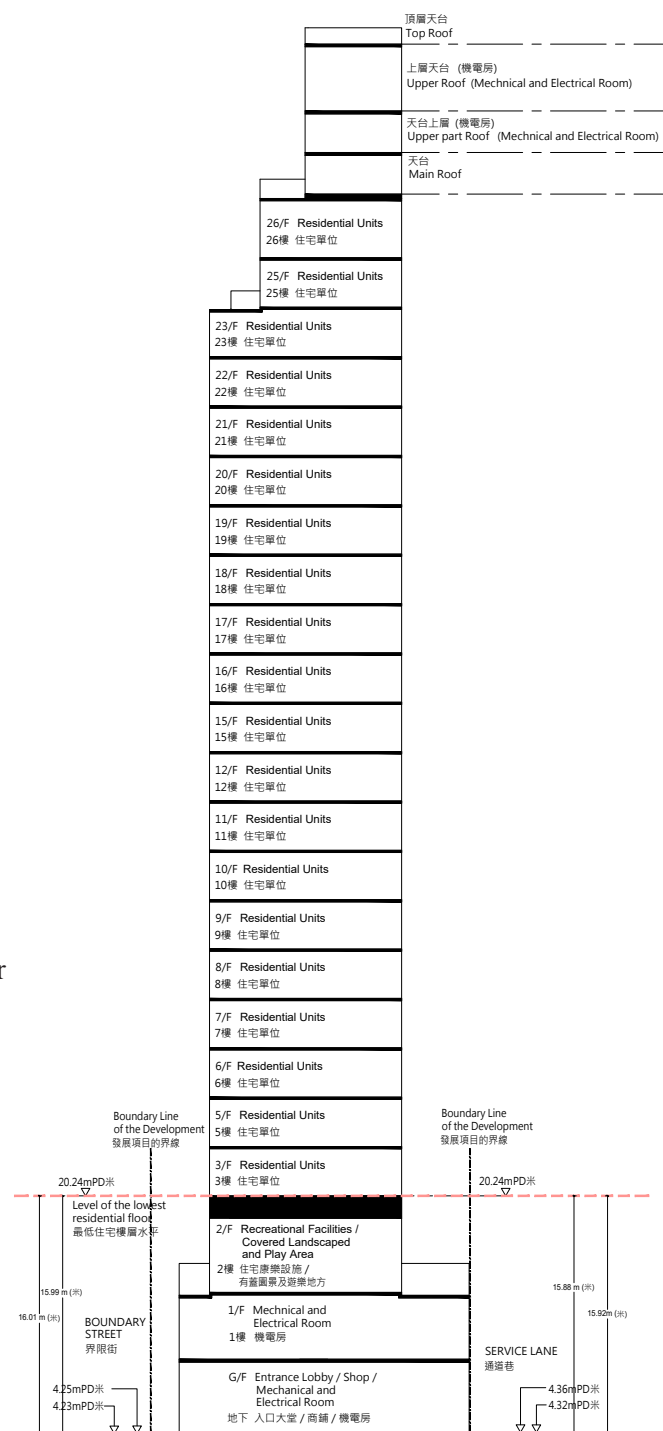 頂層天台
Top Roof
上層天台 (機電房)
Upper Roof (Mechnical and Electrical Room)
天台上層 (機電房)
Upper part Roof (Mechnical and Electrical Room)
天台
Main Roof
26/F Residential Units
26樓 住宅單位
25/F Residential Units
25樓 住宅單位
23/F Residential Units
23樓 住宅單位
22/F Residential Units
22樓 住宅單位
21/F Residential Units
21樓 住宅單位
20/F Residential Units
20樓 住宅單位
19/F Residential Units
19樓 住宅單位
18/F Residential Units
18樓 住宅單位
17/F Residential Units
17樓 住宅單位
16/F Residential Units
16樓 住宅單位
15/F Residential Units
15樓 住宅單位
12/F Residential Units
12樓 住宅單位
11/F Residential Units
11樓 住宅單位
10/F Residential Units
10樓 住宅單位
9/F Residential Units
9樓 住宅單位
r
8/F Residential Units
8樓 住宅單位
7/F Residential Units
7樓 住宅單位
6/F Residential Units
6樓 住宅單位
Boundary Line
of the Development
發展項目的界線
5/F Residential Units
5樓 住宅單位
Boundary Line
of the Development
發展項目的界線
3/F Residential Units
3樓 住宅單位
20.24mPD米
20.24mPD米
Level of the lowest
residential floor
最低住宅樓層水平
2/F Recreational Facilities /
Covered Landscaped
and Play Area
2樓 住宅康樂設施 /
有蓋園景及遊樂地方
15.99 m (米)
16.01 m (米)
15.88 m (米)
15.92m(米)
1/F Mechnical and
Electrical Room
1樓 機電房
BOUNDARY
STREET
界限街
SERVICE LANE
通道巷
G/F Entrance Lobby / Shop /
Mechanical and
Electrical Room
地下 入口大堂 / 商鋪 / 機電房
4.25mPD米
4.23mPD米
4.36mPD米
4.32mPD米